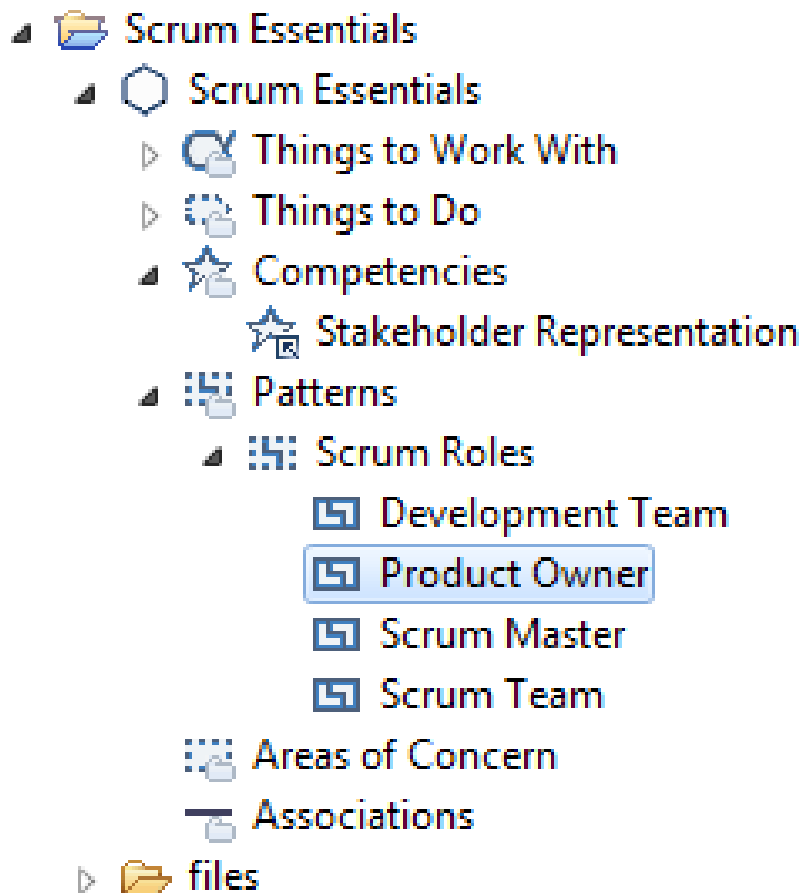 Scrum Essentials
Scrum Essentials
Things to Work With
Things to Do
Competencies
Stakeholder Representation
Patterns
Scrum Roles
Development Team
Product Owner
Scrum Master
Scrum Team
Areas of Concern
Associations
files